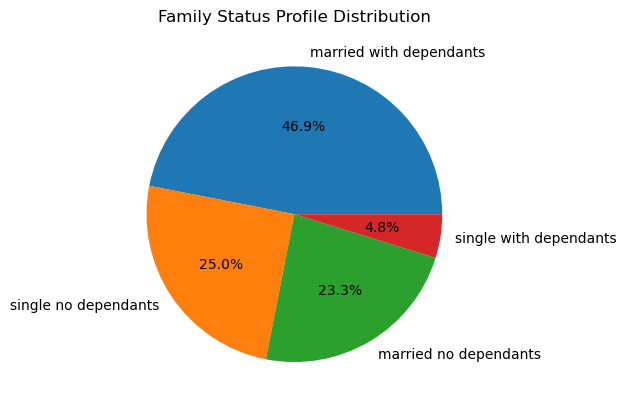 Family Status Profile Distribution
married with dependants
46.9%
single with dependants
4.8%
25.0%
23.3%
single no dependants
married no dependants